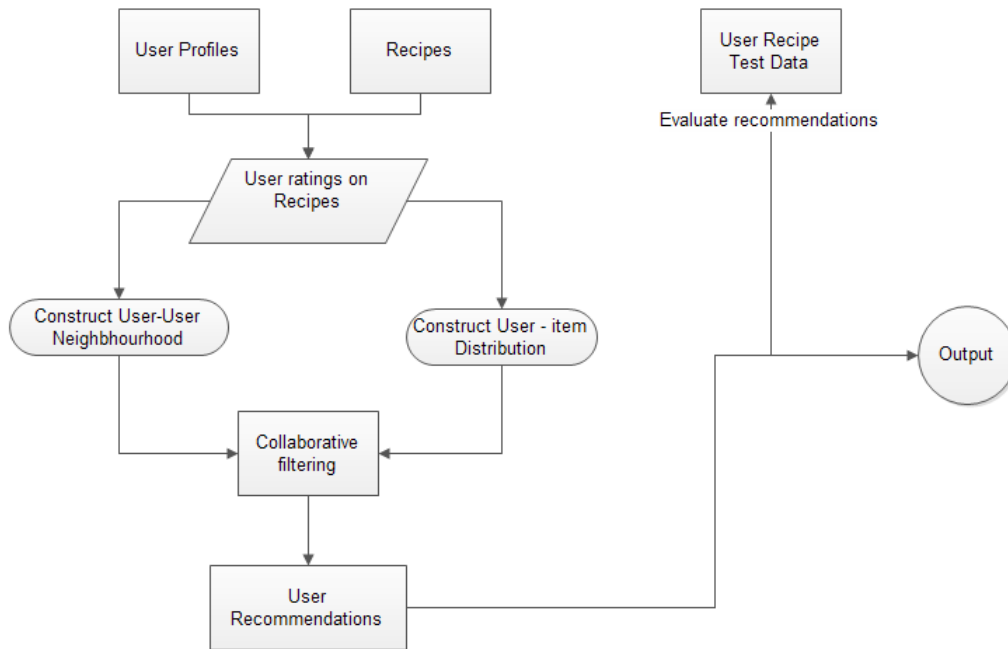 User Profiles
Recipes
User Recipe
Test Data
Evaluate recommendations
User ratings on
Recipes
Construct User-User
Neighbhourhood
Construct User - item
Distribution
Output
Collaborative
filtering
User
Recommendations